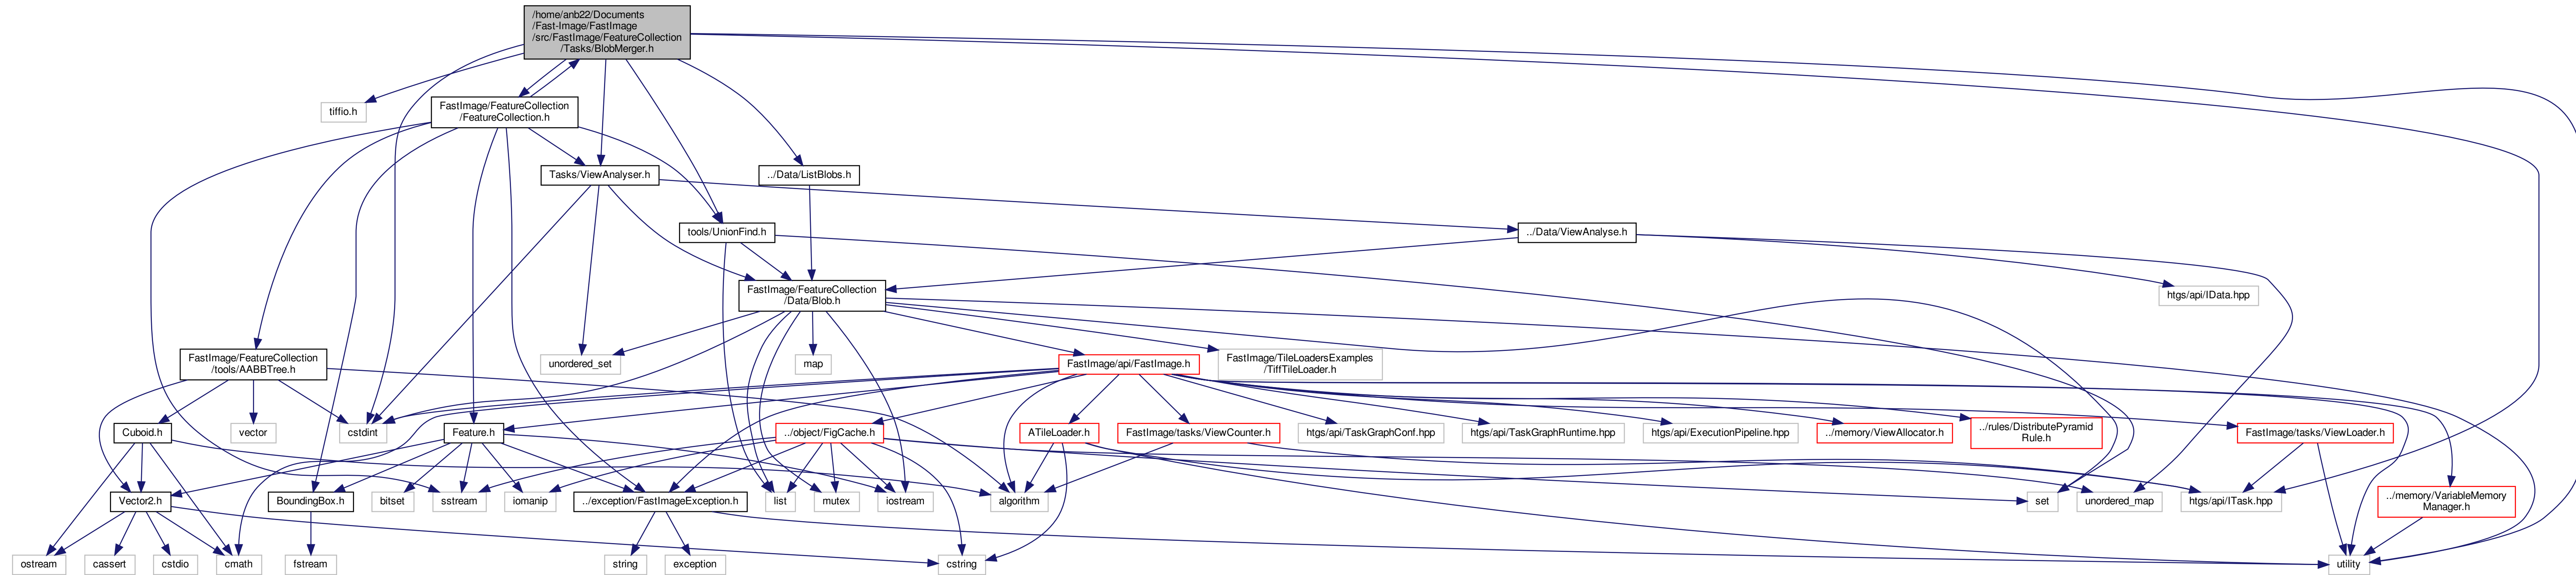 /home/anb22/Documents
/Fast-Image/FastImage
/src/FastImage/FeatureCollection
/Tasks/BlobMerger.h
tiffio.h
FastImage/FeatureCollection
/FeatureCollection.h
Tasks/ViewAnalyser.h
../Data/ListBlobs.h
tools/UnionFind.h
../Data/ViewAnalyse.h
FastImage/FeatureCollection
/Data/Blob.h
htgs/api/IData.hpp
FastImage/FeatureCollection
/tools/AABBTree.h
unordered_set
map
FastImage/api/FastImage.h
FastImage/TileLoadersExamples
/TiffTileLoader.h
Cuboid.h
vector
cstdint
Feature.h
../object/FigCache.h
ATileLoader.h
FastImage/tasks/ViewCounter.h
htgs/api/TaskGraphConf.hpp
htgs/api/TaskGraphRuntime.hpp
htgs/api/ExecutionPipeline.hpp
../memory/ViewAllocator.h
../rules/DistributePyramid
Rule.h
FastImage/tasks/ViewLoader.h
Vector2.h
BoundingBox.h
bitset
sstream
iomanip
../exception/FastImageException.h
list
mutex
iostream
algorithm
set
unordered_map
htgs/api/ITask.hpp
../memory/VariableMemory
Manager.h
ostream
cassert
cstdio
cmath
fstream
string
exception
cstring
utility